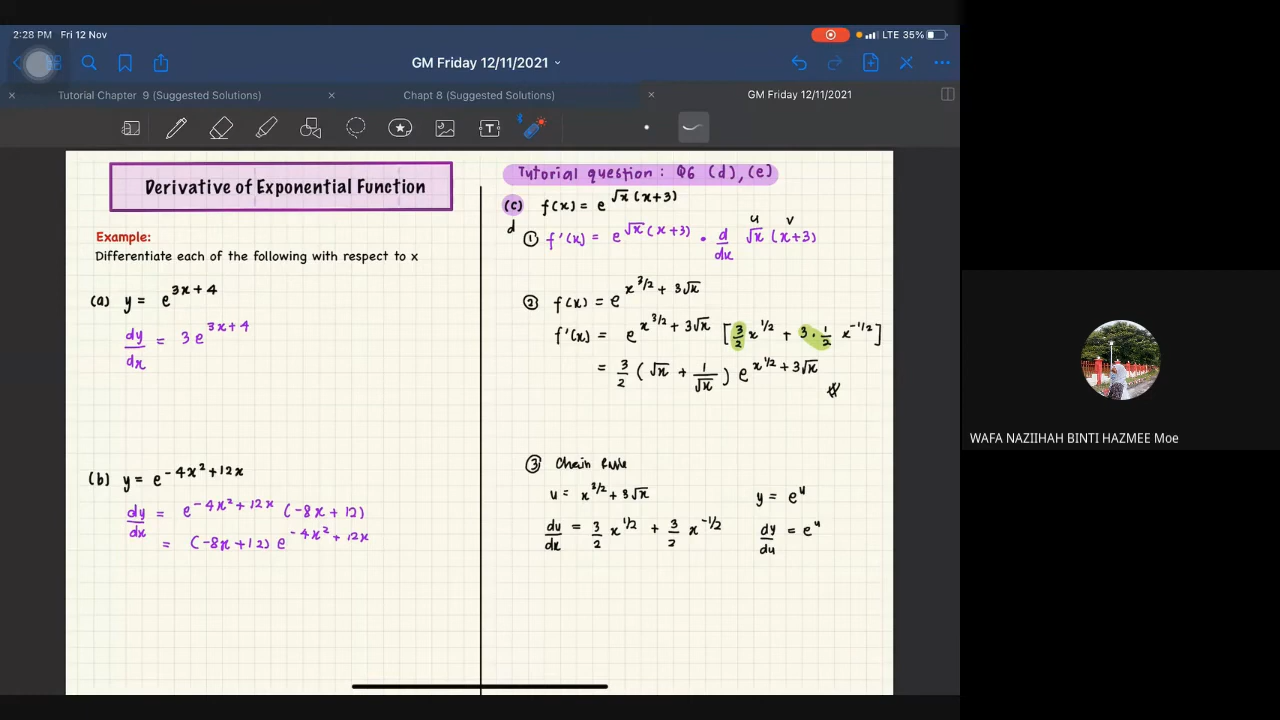 2:28 PM Fri 12 Nov
LTE 35%
GM Friday 12/11/2021
Tutorial Chapter 9 (Suggested Solutions)
Chapt 8 (Suggested Solutions)
GM Friday 12/11/2021
Derivative of Exponential Function
Example:
Differentiate each of the following with respect to x
(a) y = e^(3x + 4)
dy/dx = 3e^(3x + 4)
(b) y = e^(-4x² + 12x)
dy/dx = e^(-4x² + 12x) (-8x + 12)
= (-8x + 12) e^(-4x² + 12x)
Tutorial question : Q6 (d), (e)
(c) f(x) = e^(√x (x+3))
d
u v
① f'(x) = e^(√x (x+3)) · d/dx √x (x+3)
② f(x) = e^(x^(3/2) + 3√x)
f'(x) = e^(x^(3/2) + 3√x) [3/2 x^(1/2) + 3 · 1/2 x^(-1/2)]
= 3/2 (√x + 1/√x) e^(x^(1/2) + 3√x)
③ Chain Rule
u = x^(3/2) + 3√x y = e^u
du/dx = 3/2 x^(1/2) + 3/2 x^(-1/2) dy/du = e^u
WAFA NAZIIHAH BINTI HAZMEE Moe